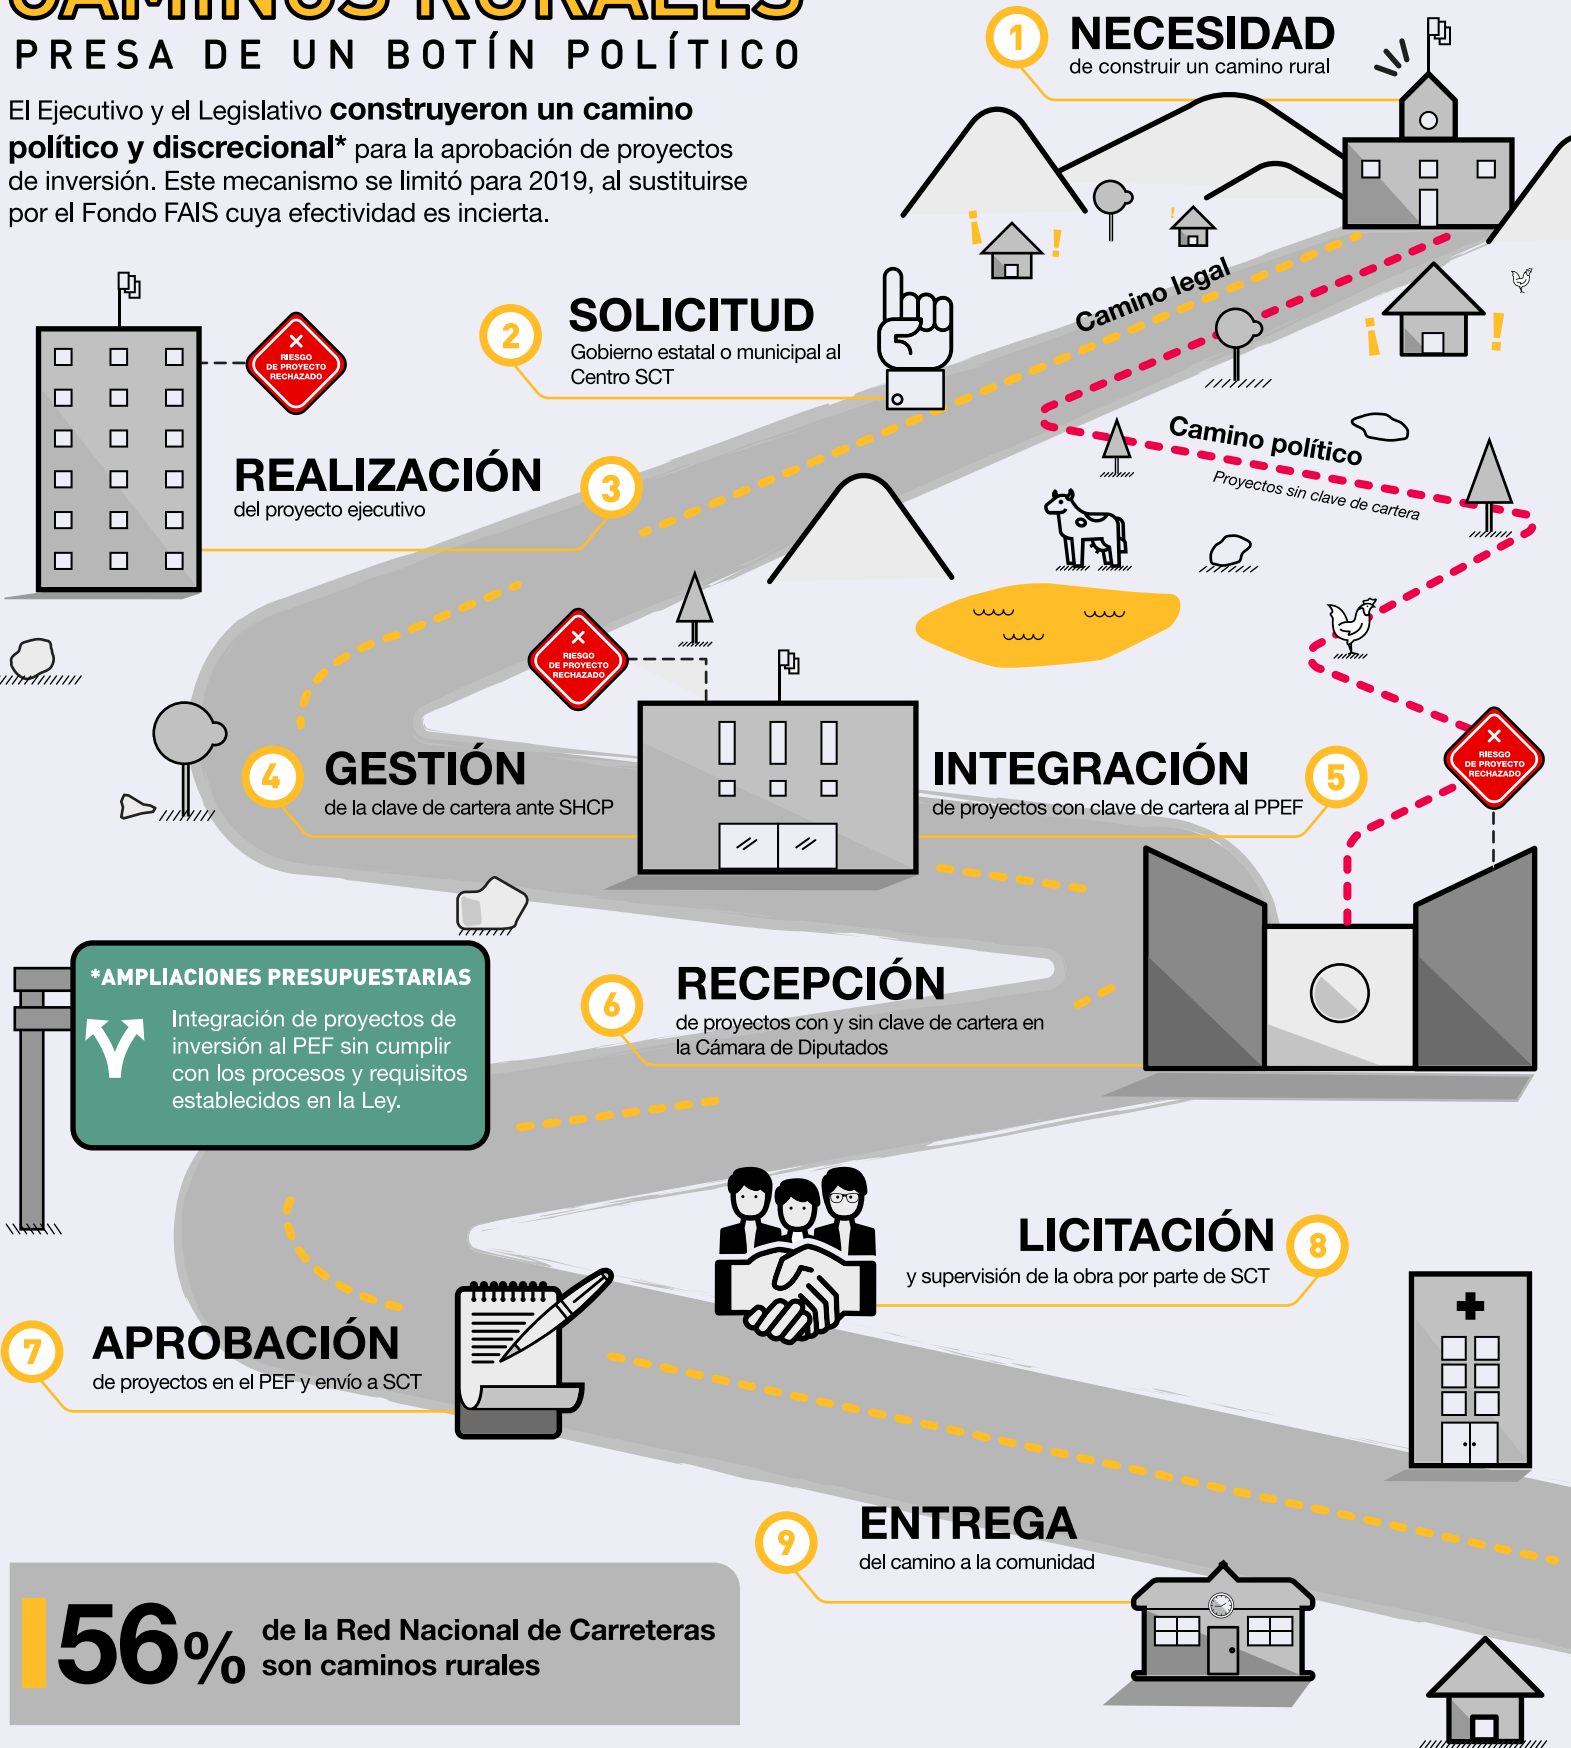 CAMINOS RURALES
PRESA DE UN BOTÍN POLÍTICO
El Ejecutivo y el Legislativo construyeron un camino
político y discrecional* para la aprobación de proyectos
de inversión. Este mecanismo se limitó para 2019, al sustituirse
por el Fondo FAIS cuya efectividad es incierta.
1
NECESIDAD
de construir un camino rural
2
SOLICITUD
Gobierno estatal o municipal al
Centro SCT
Camino legal
Camino político
Proyectos sin clave de cartera
RIESGO
DE PROYECTO
RECHAZADO
REALIZACIÓN
del proyecto ejecutivo
3
RIESGO
DE PROYECTO
RECHAZADO
4
GESTIÓN
de la clave de cartera ante SHCP
INTEGRACIÓN
de proyectos con clave de cartera al PPEF
5
RIESGO
DE PROYECTO
RECHAZADO
*AMPLIACIONES PRESUPUESTARIAS
Integración de proyectos de
inversión al PEF sin cumplir
con los procesos y requisitos
establecidos en la Ley.
6
RECEPCIÓN
de proyectos con y sin clave de cartera en
la Cámara de Diputados
7
APROBACIÓN
de proyectos en el PEF y envío a SCT
LICITACIÓN
y supervisión de la obra por parte de SCT
8
9
ENTREGA
del camino a la comunidad
56%
de la Red Nacional de Carreteras
son caminos rurales